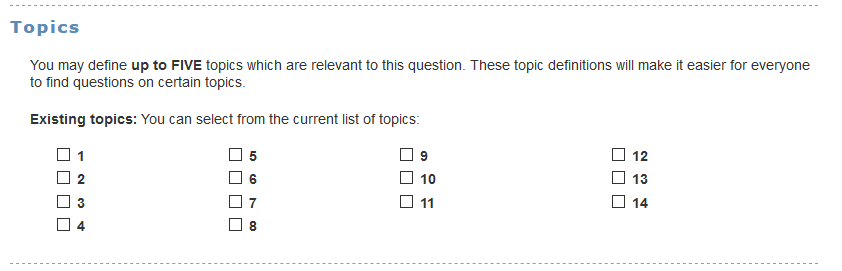 Topics
You may define up to FIVE topics which are relevant to this question. These topic definitions will make it easier for everyone
to find questions on certain topics.
Existing topics: You can select from the current list of topics:
1 5 9 12
2 6 10 13
3 7 11 14
4 8